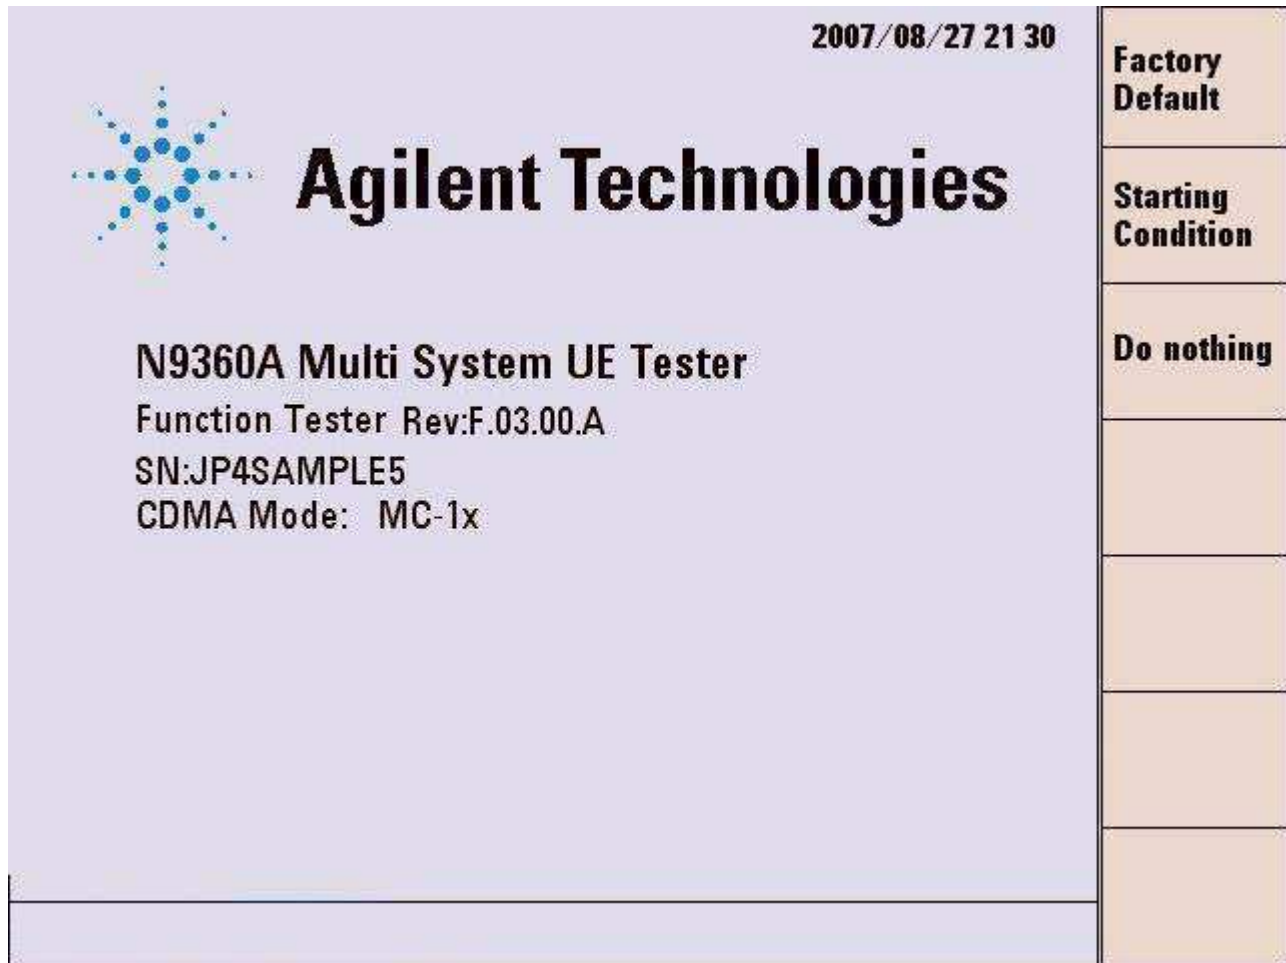 2007/08/27 21 30
Agilent Technologies
N9360A Multi System UE Tester
Function Tester Rev:F.03.00.A
SN:JP4SAMPLE5
CDMA Mode: MC-1x
Factory
Default
Starting
Condition
Do nothing